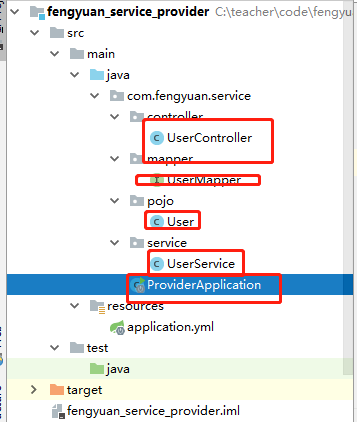 fengyuan_service_provider C:\teacher\code\fengyu
src
main
java
com.fengyuan.service
controller
UserController
mapper
UserMapper
pojo
User
service
UserService
ProviderApplication
resources
application.yml
test
java
target
fengyuan_service_provider.iml